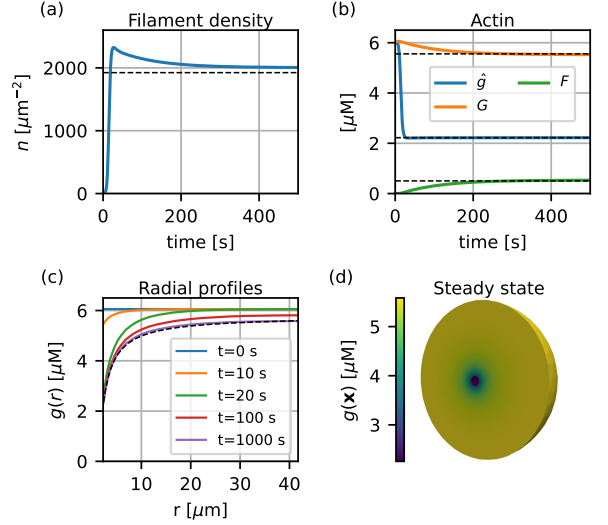 (a)
Filament density
n [μm⁻²]
2000
1000
0
0
200
400
time [s]
(b)
Actin
[μM]
6
4
2
0
ĝ
G
F
0
200
400
time [s]
(c)
Radial profiles
g(r) [μM]
6
4
2
0
t=0 s
t=10 s
t=20 s
t=100 s
t=1000 s
10
20
30
40
r [μm]
(d)
Steady state
g(x) [μM]
5
4
3